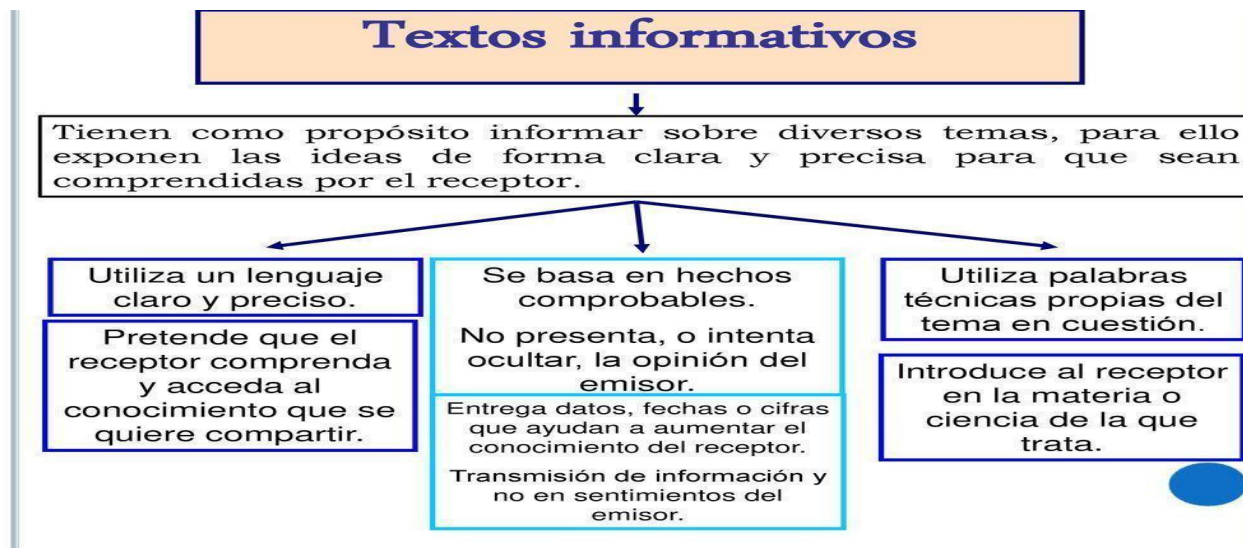 Textos informativos
Tienen como propósito informar sobre diversos temas, para ello
exponen las ideas de forma clara y precisa para que sean
comprendidas por el receptor.
Utiliza un lenguaje
claro y preciso.
Pretende que el
receptor comprenda
y acceda al
conocimiento que se
quiere compartir.
Se basa en hechos
comprobables.
No presenta, o intenta
ocultar, la opinión del
emisor.
Entrega datos, fechas o cifras
que ayudan a aumentar el
conocimiento del receptor.
Transmisión de información y
no en sentimientos del
emisor.
Utiliza palabras
técnicas propias del
tema en cuestión.
Introduce al receptor
en la materia o
ciencia de la que
trata.